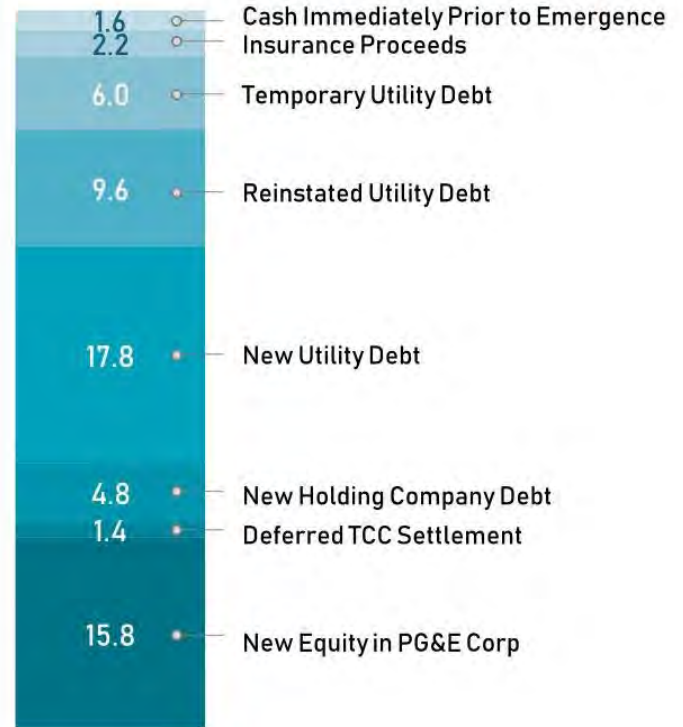 1.6 Cash Immediately Prior to Emergence
2.2 Insurance Proceeds
6.0 Temporary Utility Debt
9.6 Reinstated Utility Debt
17.8 New Utility Debt
4.8 New Holding Company Debt
1.4 Deferred TCC Settlement
15.8 New Equity in PG&E Corp